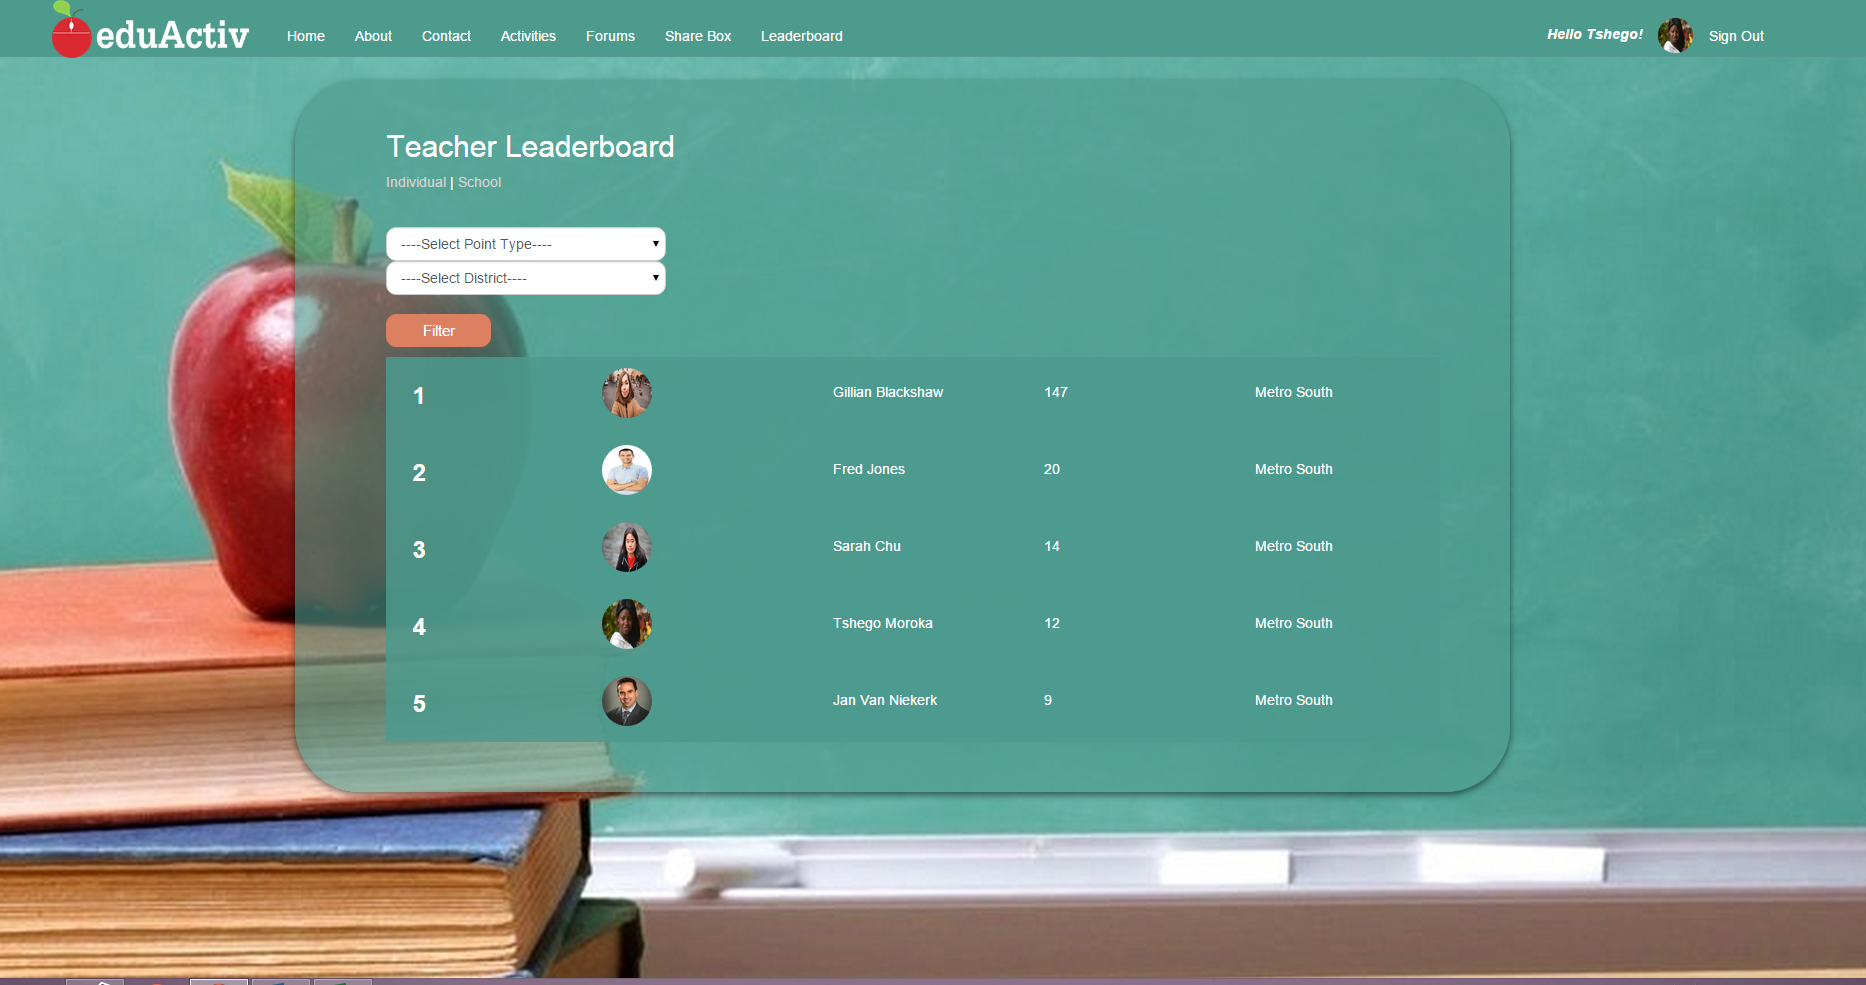 eduActiv Home About Contact Activities Forums Share Box Leaderboard Hello Tshego! Sign Out
Teacher Leaderboard
Individual | School
----Select Point Type----
----Select District----
Filter
1 Gillian Blackshaw 147 Metro South
2 Fred Jones 20 Metro South
3 Sarah Chu 14 Metro South
4 Tshego Moroka 12 Metro South
5 Jan Van Niekerk 9 Metro South